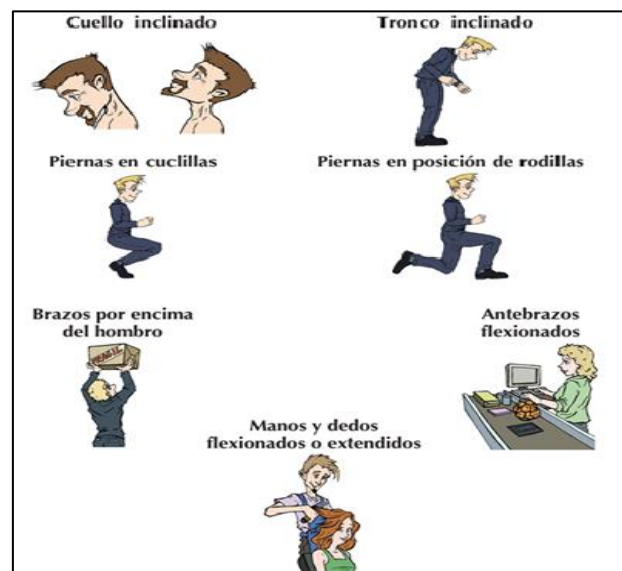 Cuello inclinado
Tronco inclinado
Piernas en cuclillas
Piernas en posición de rodillas
Brazos por encima
del hombro
FRAGIL
Antebrazos
flexionados
Manos y dedos
flexionados o extendidos